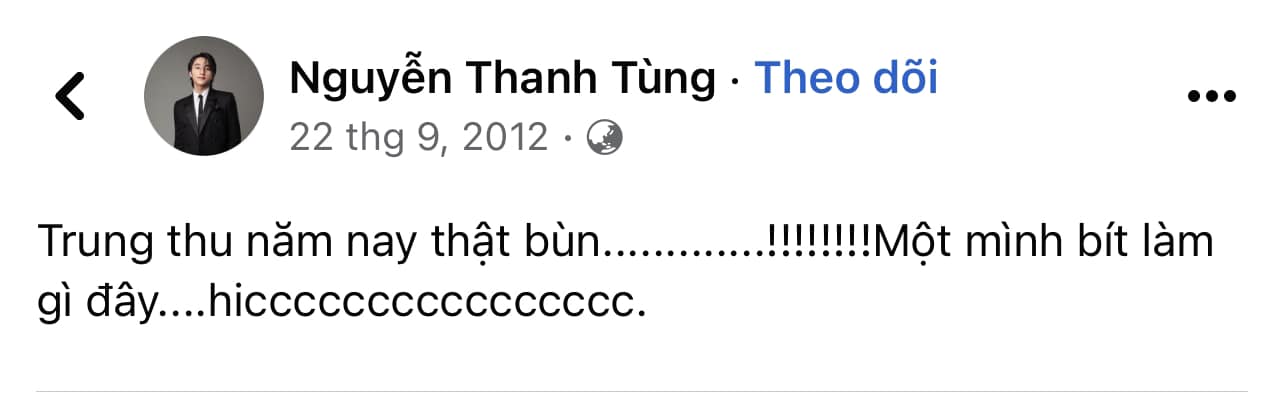 Nguyễn Thanh Tùng · Theo dõi
22 thg 9, 2012 ·
Trung thu năm nay thật bùn.............!!!!!!!!Một mình bít làm
gì đây....hiccccccccccccccccc.